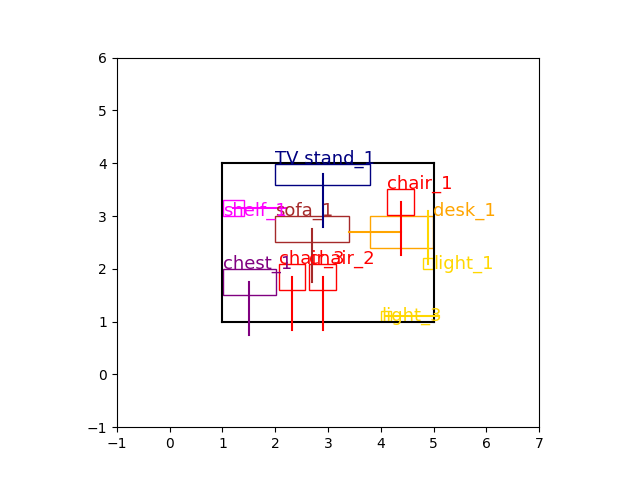 6
5
4
3
2
1
0
−1
TV stand_1
chair_1
shelf_1
sofa_1
desk_1
chest_1
chair_3
chair_2
light_1
light_3
−1 0 1 2 3 4 5 6 7